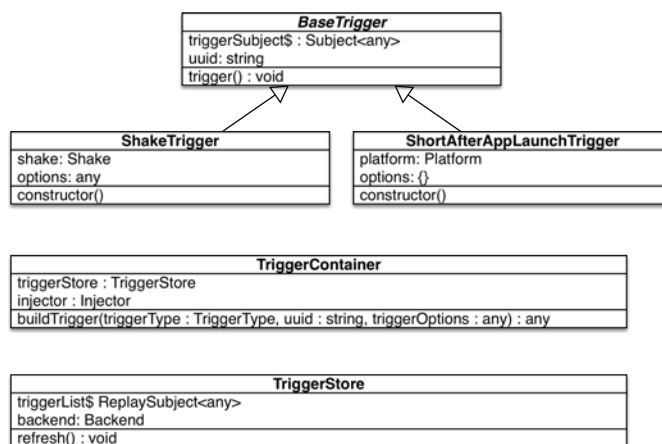 BaseTrigger
triggerSubject$ : Subject<any>
uuid: string
trigger() : void
ShakeTrigger
shake: Shake
options: any
constructor()
ShortAfterAppLaunchTrigger
platform: Platform
options: {}
constructor()
TriggerContainer
triggerStore : TriggerStore
injector : Injector
buildTrigger(triggerType : TriggerType, uuid : string, triggerOptions : any) : any
TriggerStore
triggerList$ ReplaySubject<any>
backend: Backend
refresh() : void